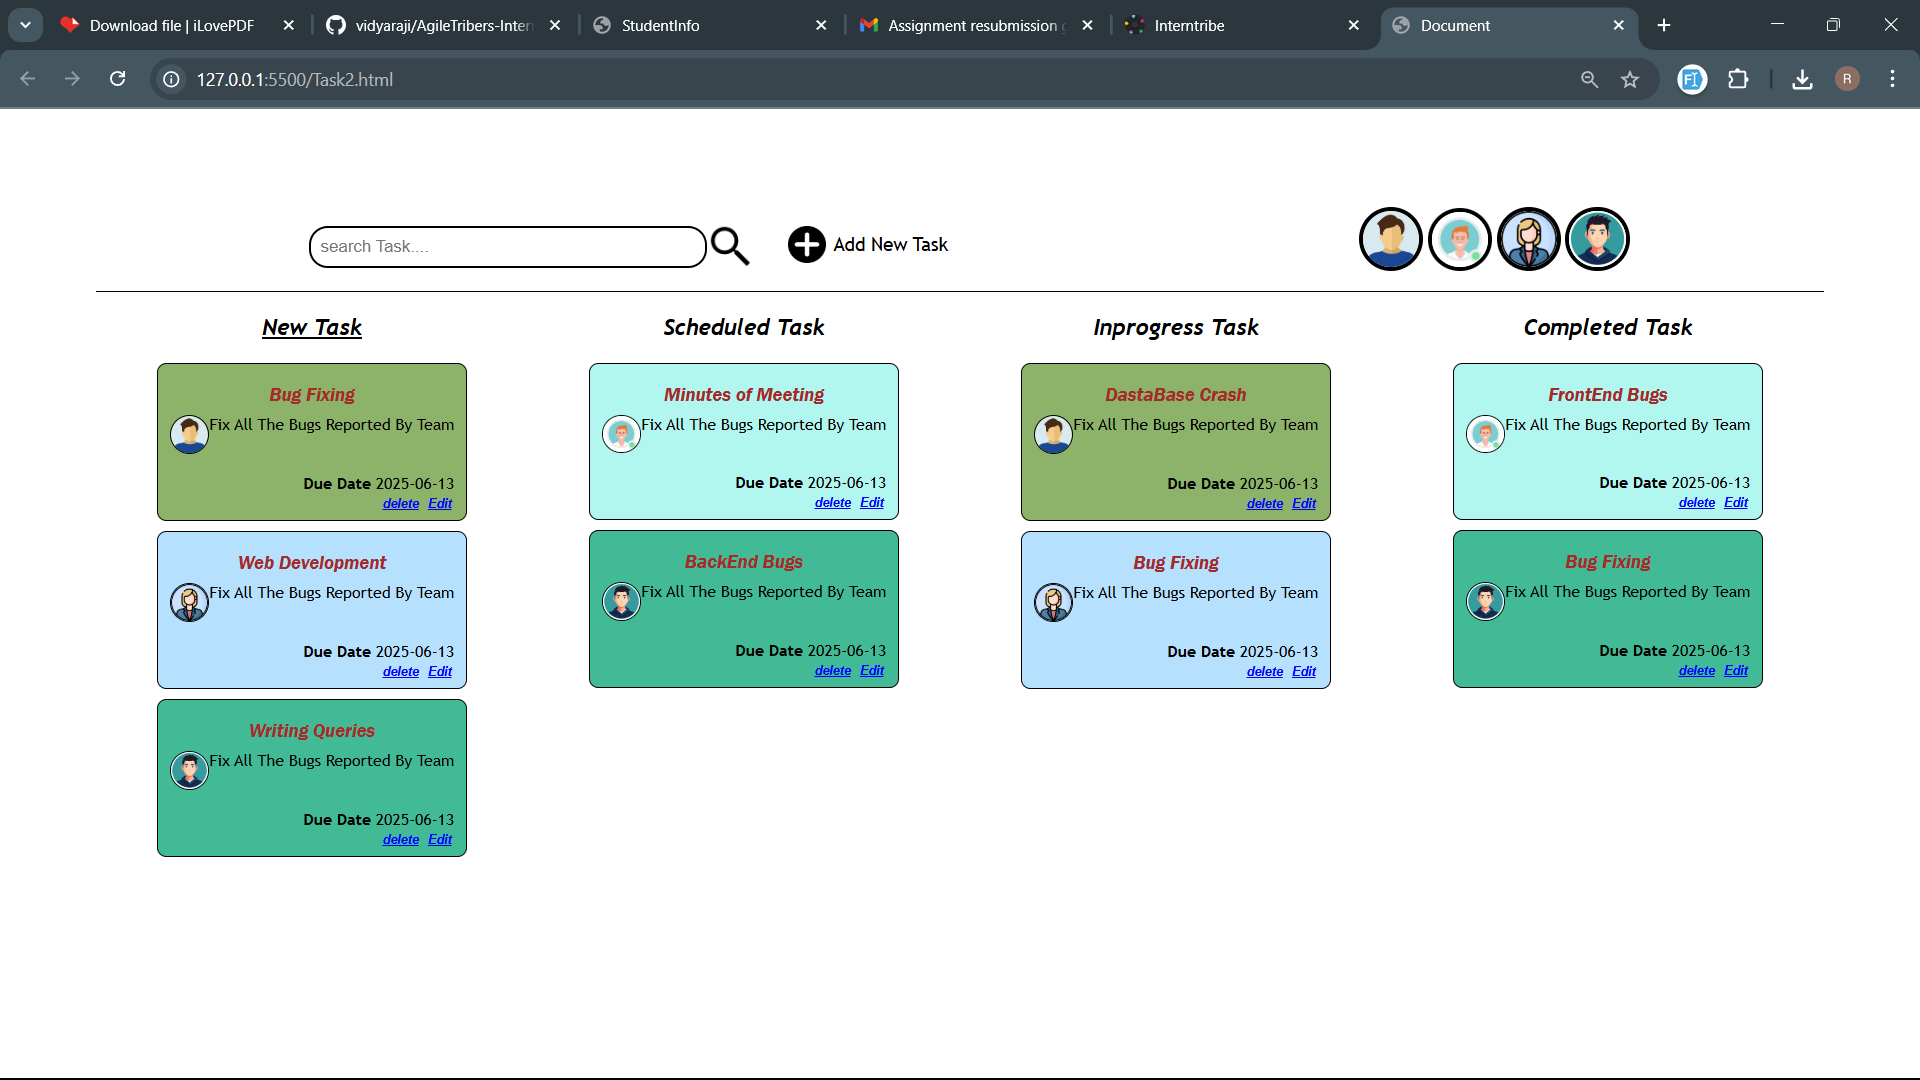 Download file | iLovePDF
vidyaraji/AgileTribers-Inter
StudentInfo
Assignment resubmission
Interntribe
Document
127.0.0.1:5500/Task2.html
R
search Task....
Add New Task
New Task
Scheduled Task
Inprogress Task
Completed Task
Bug Fixing
Fix All The Bugs Reported By Team
Due Date 2025-06-13
delete Edit
Minutes of Meeting
Fix All The Bugs Reported By Team
Due Date 2025-06-13
delete Edit
DastaBase Crash
Fix All The Bugs Reported By Team
Due Date 2025-06-13
delete Edit
FrontEnd Bugs
Fix All The Bugs Reported By Team
Due Date 2025-06-13
delete Edit
Web Development
Fix All The Bugs Reported By Team
Due Date 2025-06-13
delete Edit
BackEnd Bugs
Fix All The Bugs Reported By Team
Due Date 2025-06-13
delete Edit
Bug Fixing
Fix All The Bugs Reported By Team
Due Date 2025-06-13
delete Edit
Bug Fixing
Fix All The Bugs Reported By Team
Due Date 2025-06-13
delete Edit
Writing Queries
Fix All The Bugs Reported By Team
Due Date 2025-06-13
delete Edit